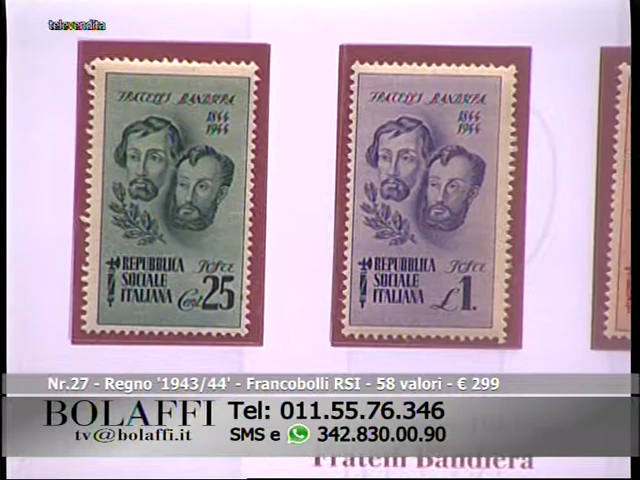 televendita
FRATELLI BANDIERA
1844
1944
REPUBBLICA
SOCIALE
ITALIANA
POSTE
Cent. 25
FRATELLI BANDIERA
1844
1944
REPUBBLICA
SOCIALE
ITALIANA
POSTE
L 1.
Nr.27 - Regno '1943/44' - Francobolli RSI - 58 valori - € 299
BOLAFFI
tv@bolaffi.it
Tel: 011.55.76.346
SMS e 342.830.00.90
Fratelli Bandiera